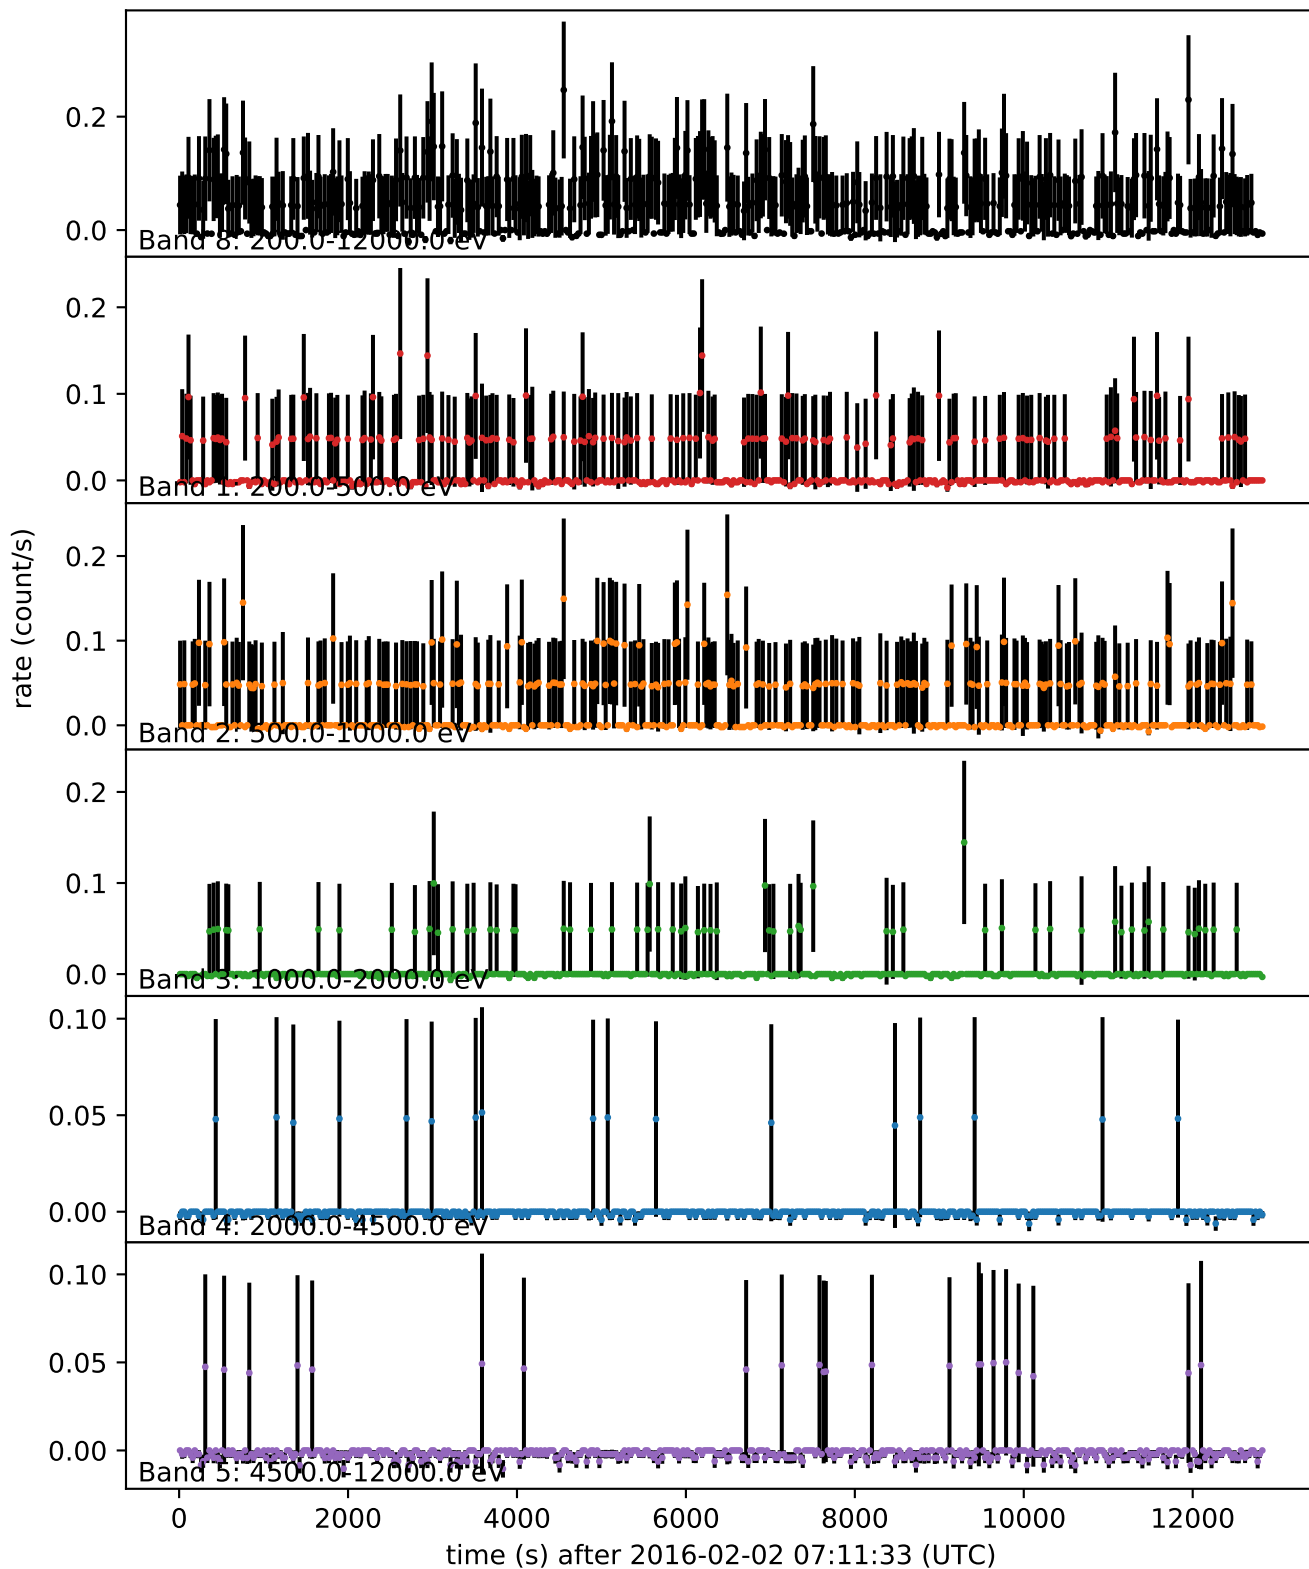 0.2
0.0
Band 8: 200.0-12000.0 eV
0.2
0.1
0.0
Band 1: 200.0-500.0 eV
rate (count/s)
0.2
0.1
0.0
Band 2: 500.0-1000.0 eV
0.2
0.1
0.0
Band 3: 1000.0-2000.0 eV
0.10
0.05
0.00
Band 4: 2000.0-4500.0 eV
0.10
0.05
0.00
Band 5: 4500.0-12000.0 eV
0 2000 4000 6000 8000 10000 12000
time (s) after 2016-02-02 07:11:33 (UTC)